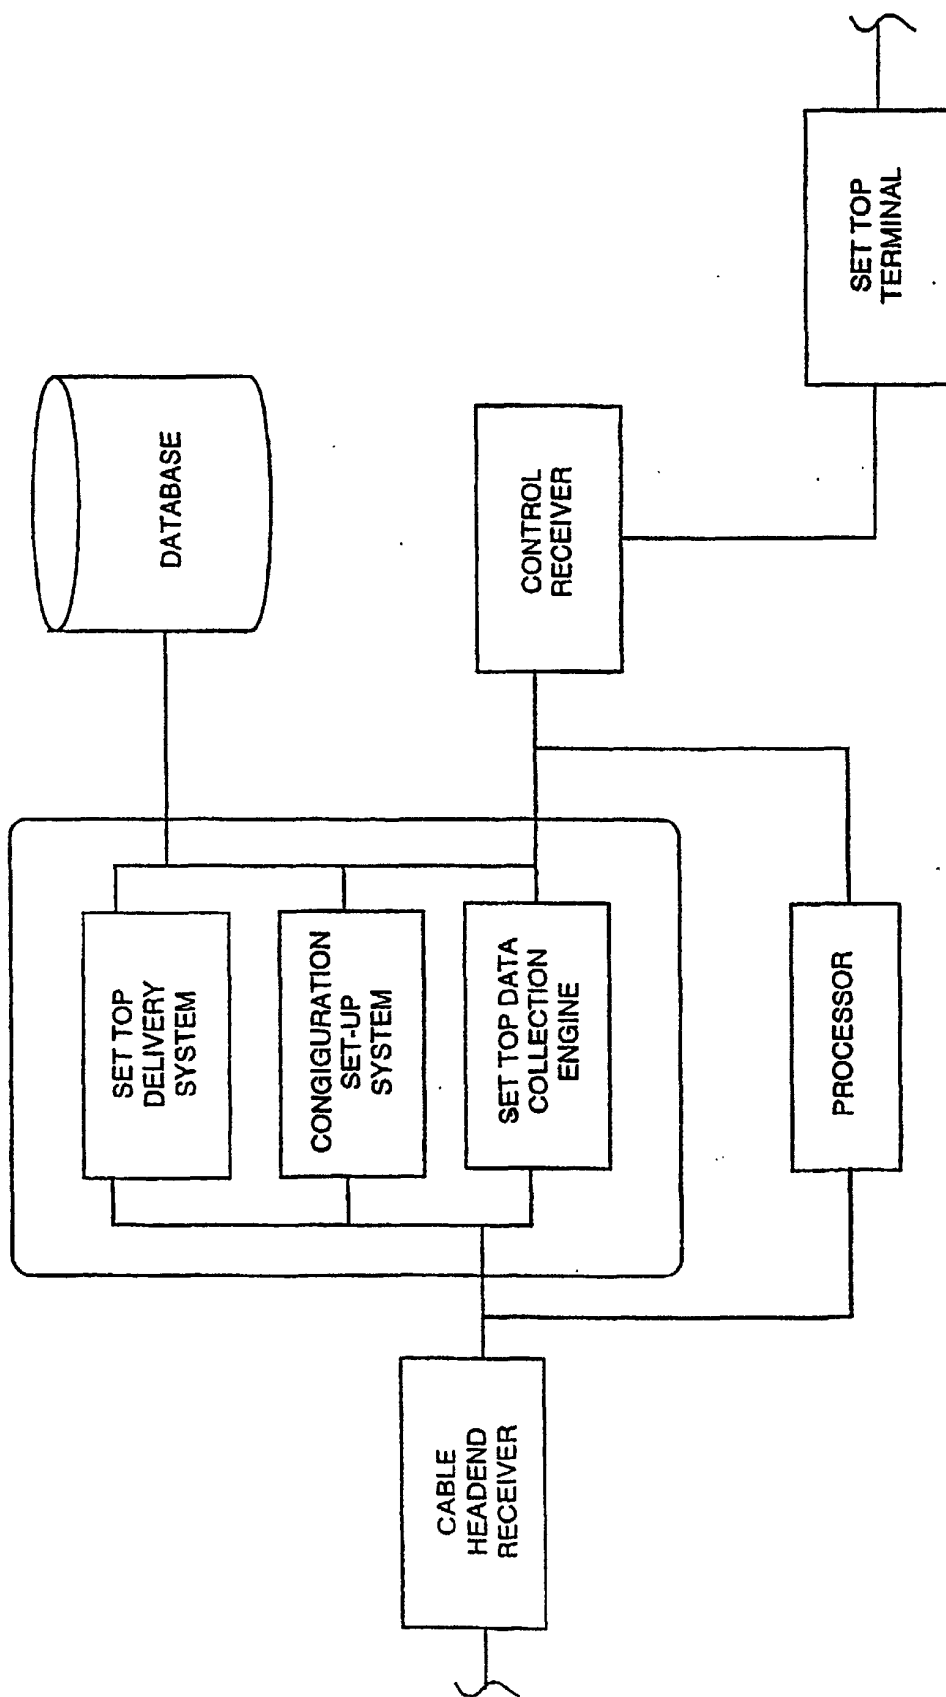 CABLE
HEADEND
RECEIVER
SET TOP
DELIVERY
SYSTEM
CONGIGURATION
SET-UP
SYSTEM
SET TOP DATA
COLLECTION
ENGINE
PROCESSOR
DATABASE
CONTROL
RECEIVER
SET TOP
TERMINAL